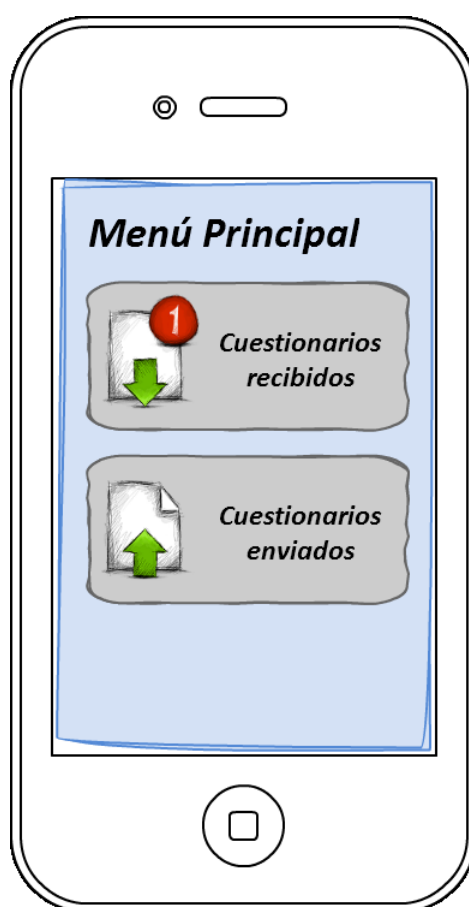 Menú Principal
1
Cuestionarios
recibidos
Cuestionarios
enviados